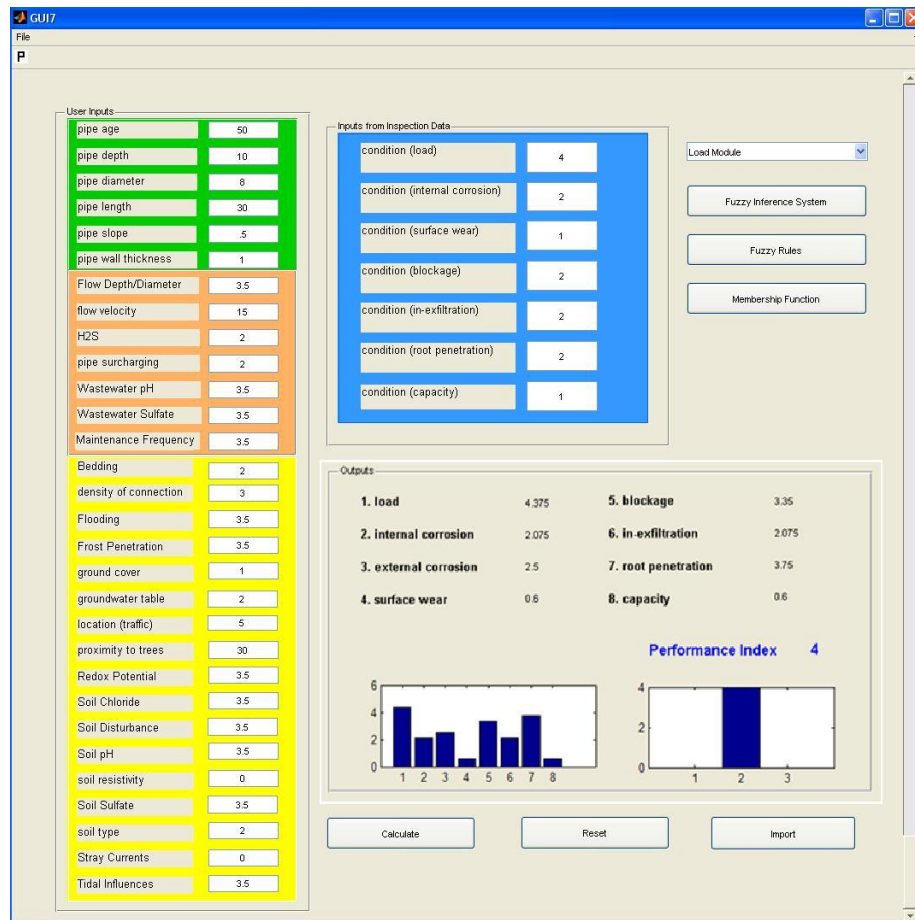 GUI7
File
P
User Inputs
pipe age 50
pipe depth 10
pipe diameter 8
pipe length 30
pipe slope .5
pipe wall thickness 1
Flow Depth/Diameter 3.5
flow velocity 15
H2S 2
pipe surcharging 2
Wastewater pH 3.5
Wastewater Sulfate 3.5
Maintenance Frequency 3.5
Bedding 2
density of connection 3
Flooding 3.5
Frost Penetration 3.5
ground cover 1
groundwater table 2
location (traffic) 5
proximity to trees 30
Redox Potential 3.5
Soil Chloride 3.5
Soil Disturbance 3.5
Soil pH 3.5
soil resistivity 0
Soil Sulfate 3.5
soil type 2
Stray Currents 0
Tidal Influences 3.5
Inputs from Inspection Data
condition (load) 4
condition (internal corrosion) 2
condition (surface wear) 1
condition (blockage) 2
condition (in-exfiltration) 2
condition (root penetration) 2
condition (capacity) 1
Load Module
Fuzzy Inference System
Fuzzy Rules
Membership Function
Outputs
1. load 4.375 5. blockage 3.35
2. internal corrosion 2.075 6. in-exfiltration 2.075
3. external corrosion 2.5 7. root penetration 3.75
4. surface wear 0.6 8. capacity 0.6
Performance Index 4
6
4
2
0
1 2 3 4 5 6 7 8
4
2
0
1 2 3
Calculate Reset Import